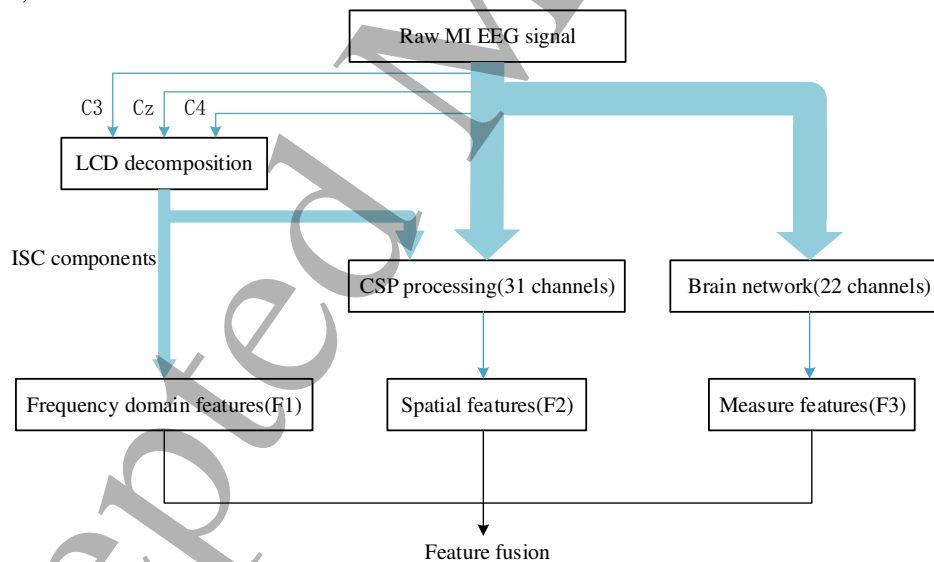 Raw MI EEG signal
C3 Cz C4
LCD decomposition
ISC components
CSP processing(31 channels)
Brain network(22 channels)
Frequency domain features(F1)
Spatial features(F2)
Measure features(F3)
Feature fusion
epted M